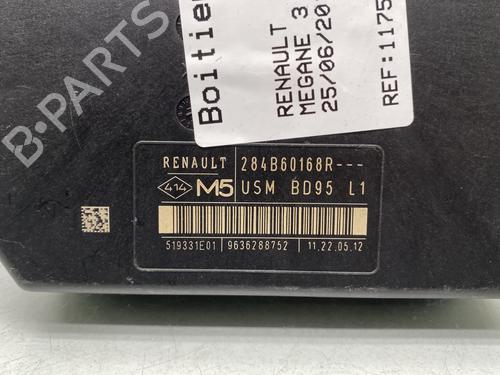 Boitier
RENAULT
MEGANE 3
25/06/20
REF:1175
B-PARTS
RENAULT 284B60168R---
414 M5 USM BD95 L1
519331E01 9636288752 11.22.05.12